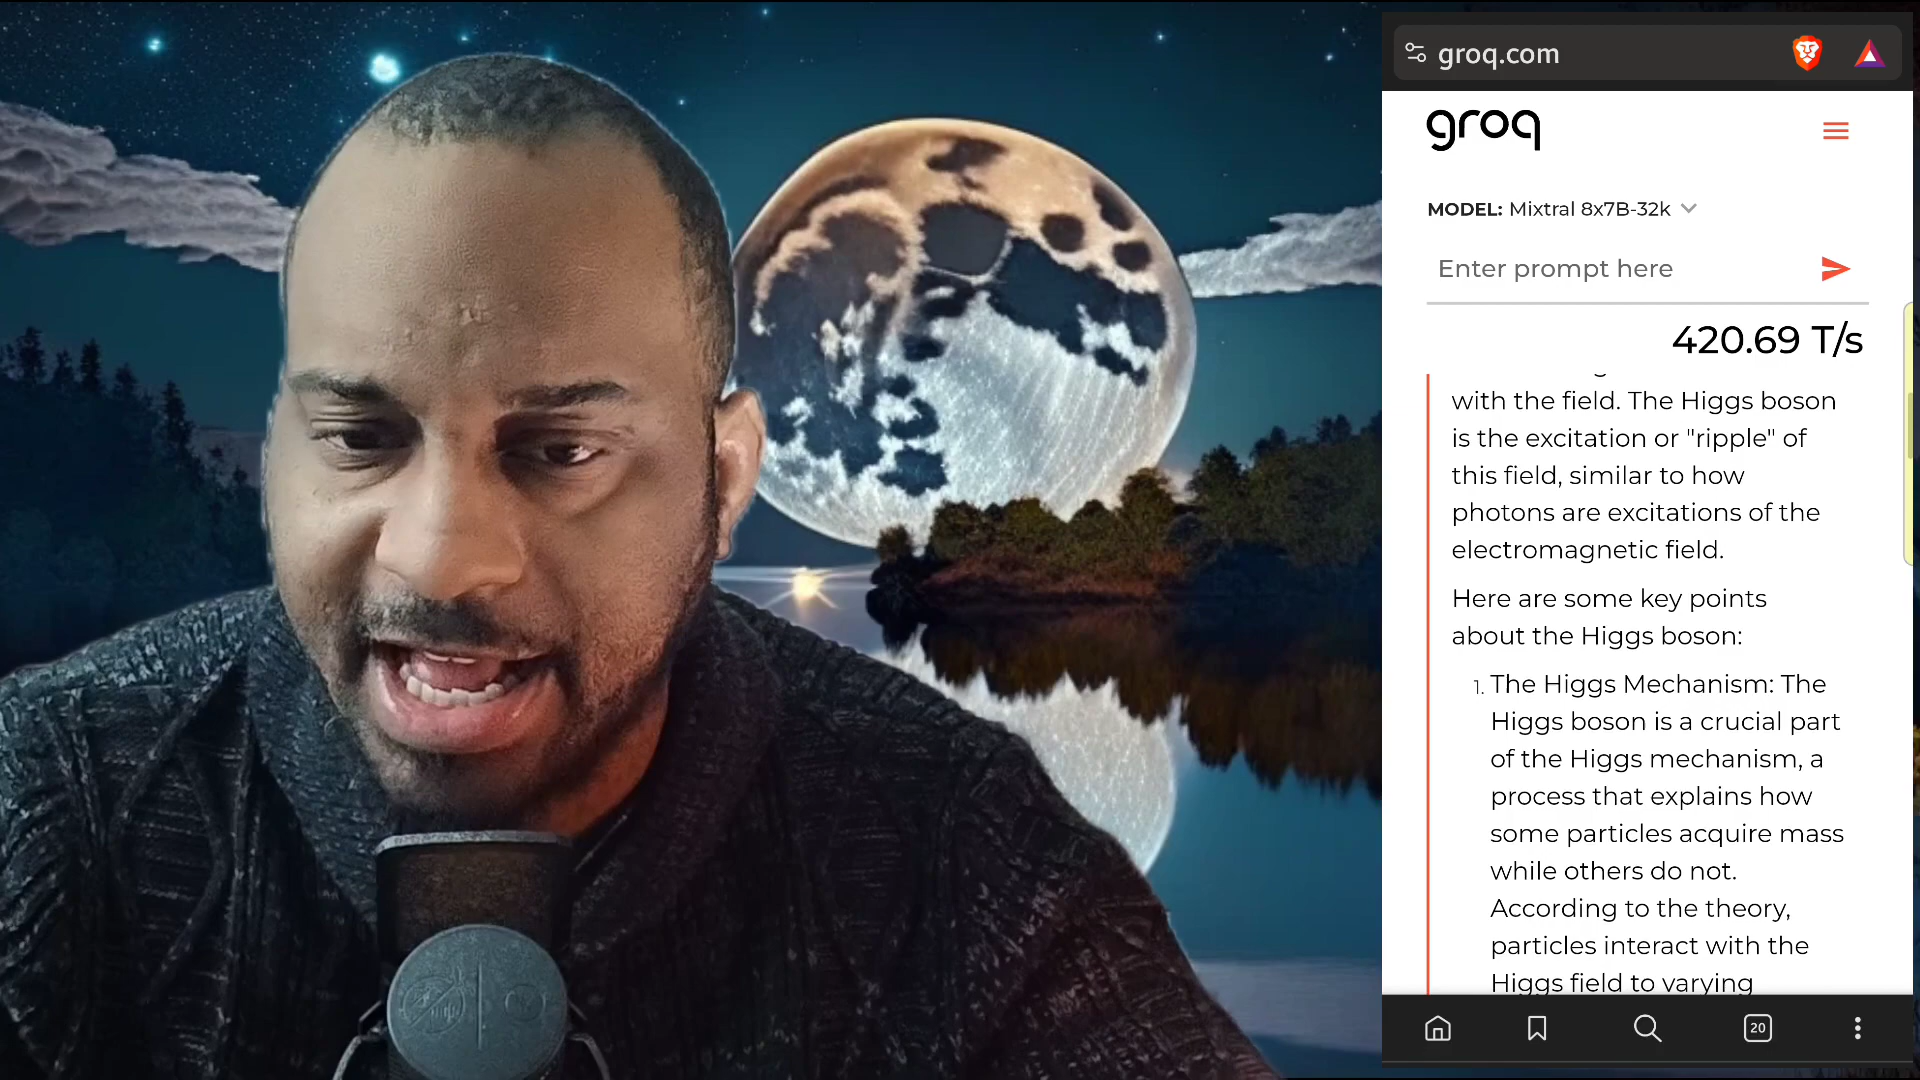 groq.com
groq
MODEL: Mixtral 8x7B-32k
Enter prompt here
420.69 T/s
with the field. The Higgs boson
is the excitation or "ripple" of
this field, similar to how
photons are excitations of the
electromagnetic field.
Here are some key points
about the Higgs boson:
1. The Higgs Mechanism: The
Higgs boson is a crucial part
of the Higgs mechanism, a
process that explains how
some particles acquire mass
while others do not.
According to the theory,
particles interact with the
Higgs field to varying
20